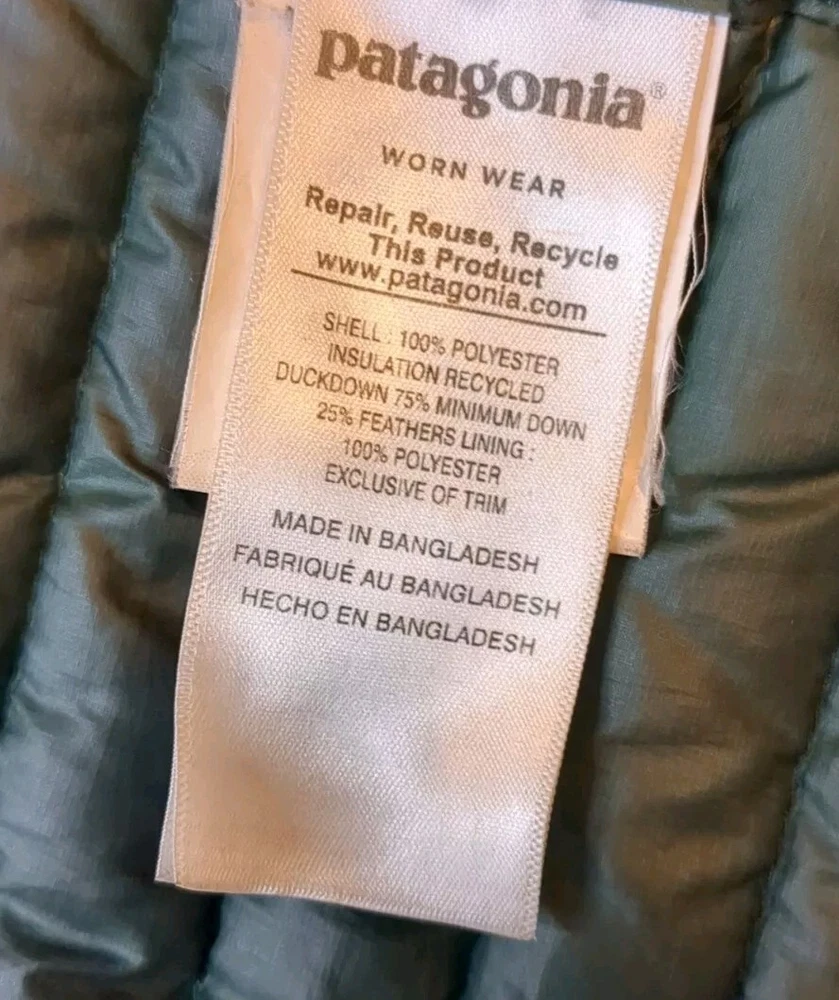 patagonia®
WORN WEAR
Repair, Reuse, Recycle
This Product
www.patagonia.com
SHELL : 100% POLYESTER
INSULATION RECYCLED
DUCKDOWN 75% MINIMUM DOWN
25% FEATHERS LINING :
100% POLYESTER
EXCLUSIVE OF TRIM
MADE IN BANGLADESH
FABRIQUÉ AU BANGLADESH
HECHO EN BANGLADESH